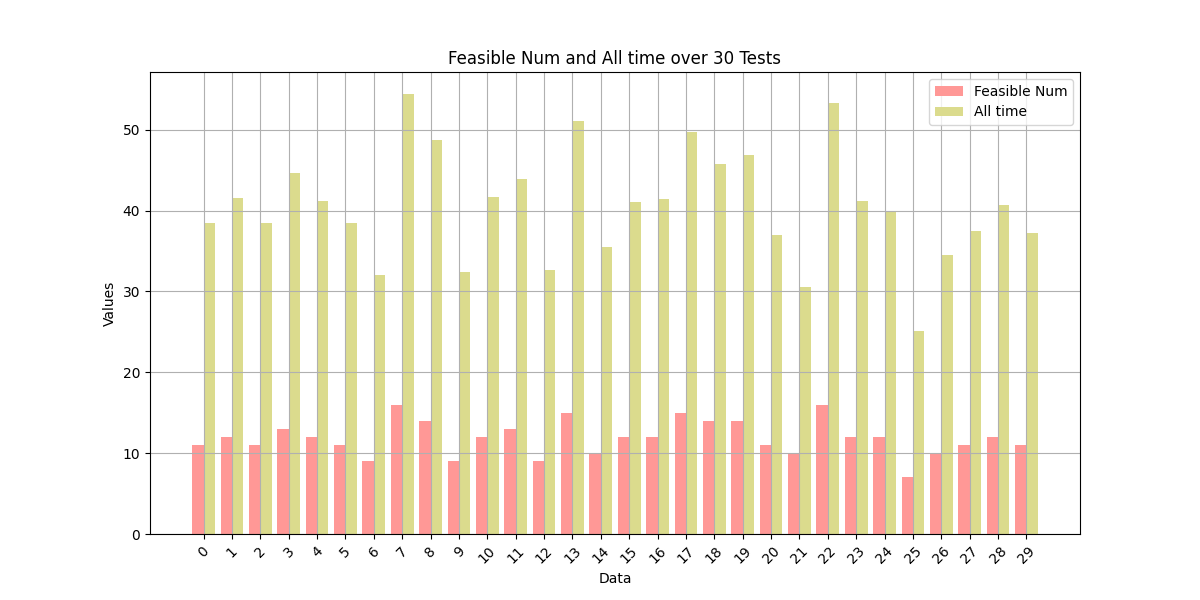 Feasible Num and All time over 30 Tests
Feasible Num
All time
Values
50
40
30
20
10
0
0 1 2 3 4 5 6 7 8 9 10 11 12 13 14 15 16 17 18 19 20 21 22 23 24 25 26 27 28 29
Data